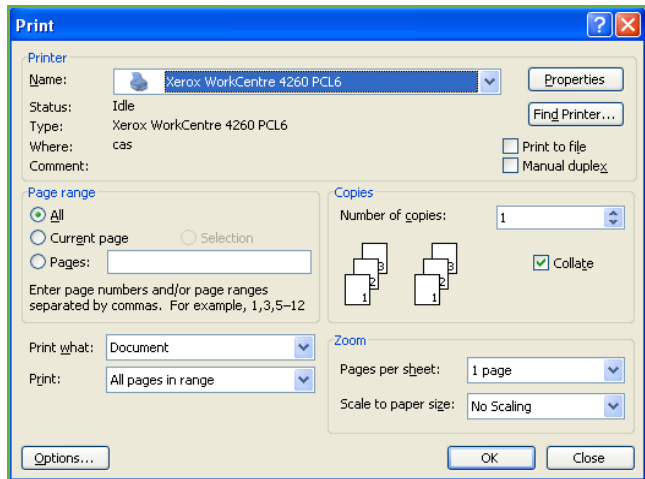 Print
Printer
Name: Xerox WorkCentre 4260 PCL6 Properties
Status: Idle
Find Printer...
Type: Xerox WorkCentre 4260 PCL6
Where: cas Print to file
Comment: Manual duplex
Page range
All
Current page Selection
Pages:
Enter page numbers and/or page ranges
separated by commas. For example, 1,3,5–12
Copies
Number of copies: 1
3 3
2 2
1 1
Collate
Print what: Document
Print: All pages in range
Zoom
Pages per sheet: 1 page
Scale to paper size: No Scaling
Options... OK Close